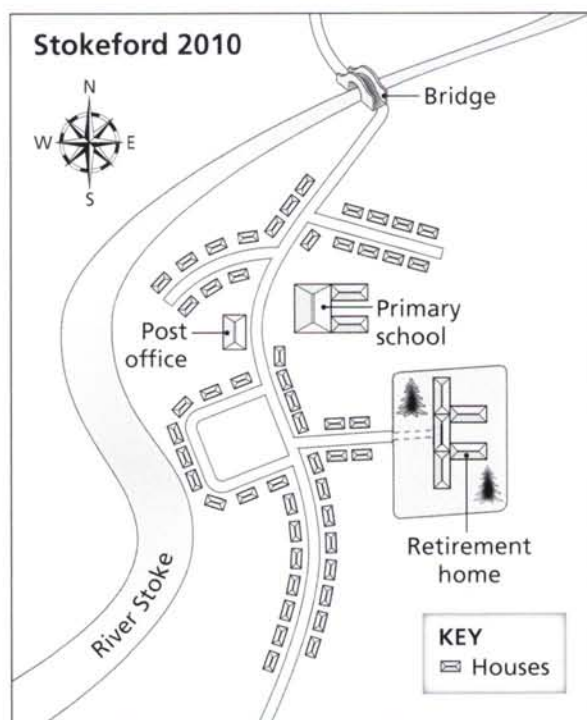 Stokeford 2010
N
W E
S
Bridge
Post
office
Primary
school
Retirement
home
River Stoke
KEY
Houses